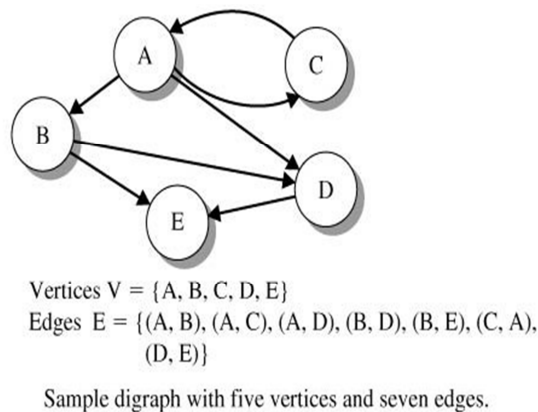 A
C
B
D
E
Vertices V = {A, B, C, D, E}
Edges E = {(A, B), (A, C), (A, D), (B, D), (B, E), (C, A),
(D, E)}
Sample digraph with five vertices and seven edges.